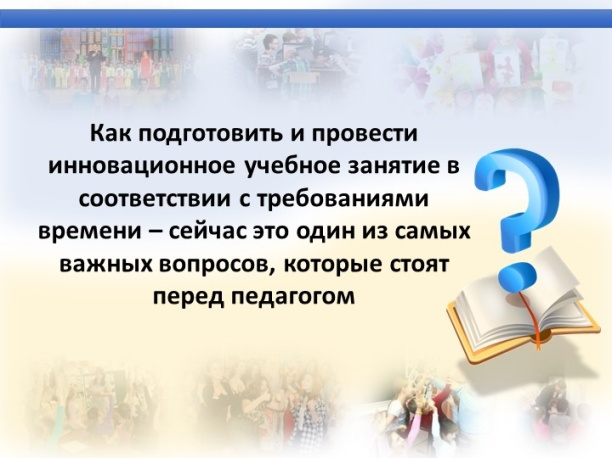 Как подготовить и провести
инновационное учебное занятие в
соответствии с требованиями
времени – сейчас это один из самых
важных вопросов, которые стоят
перед педагогом